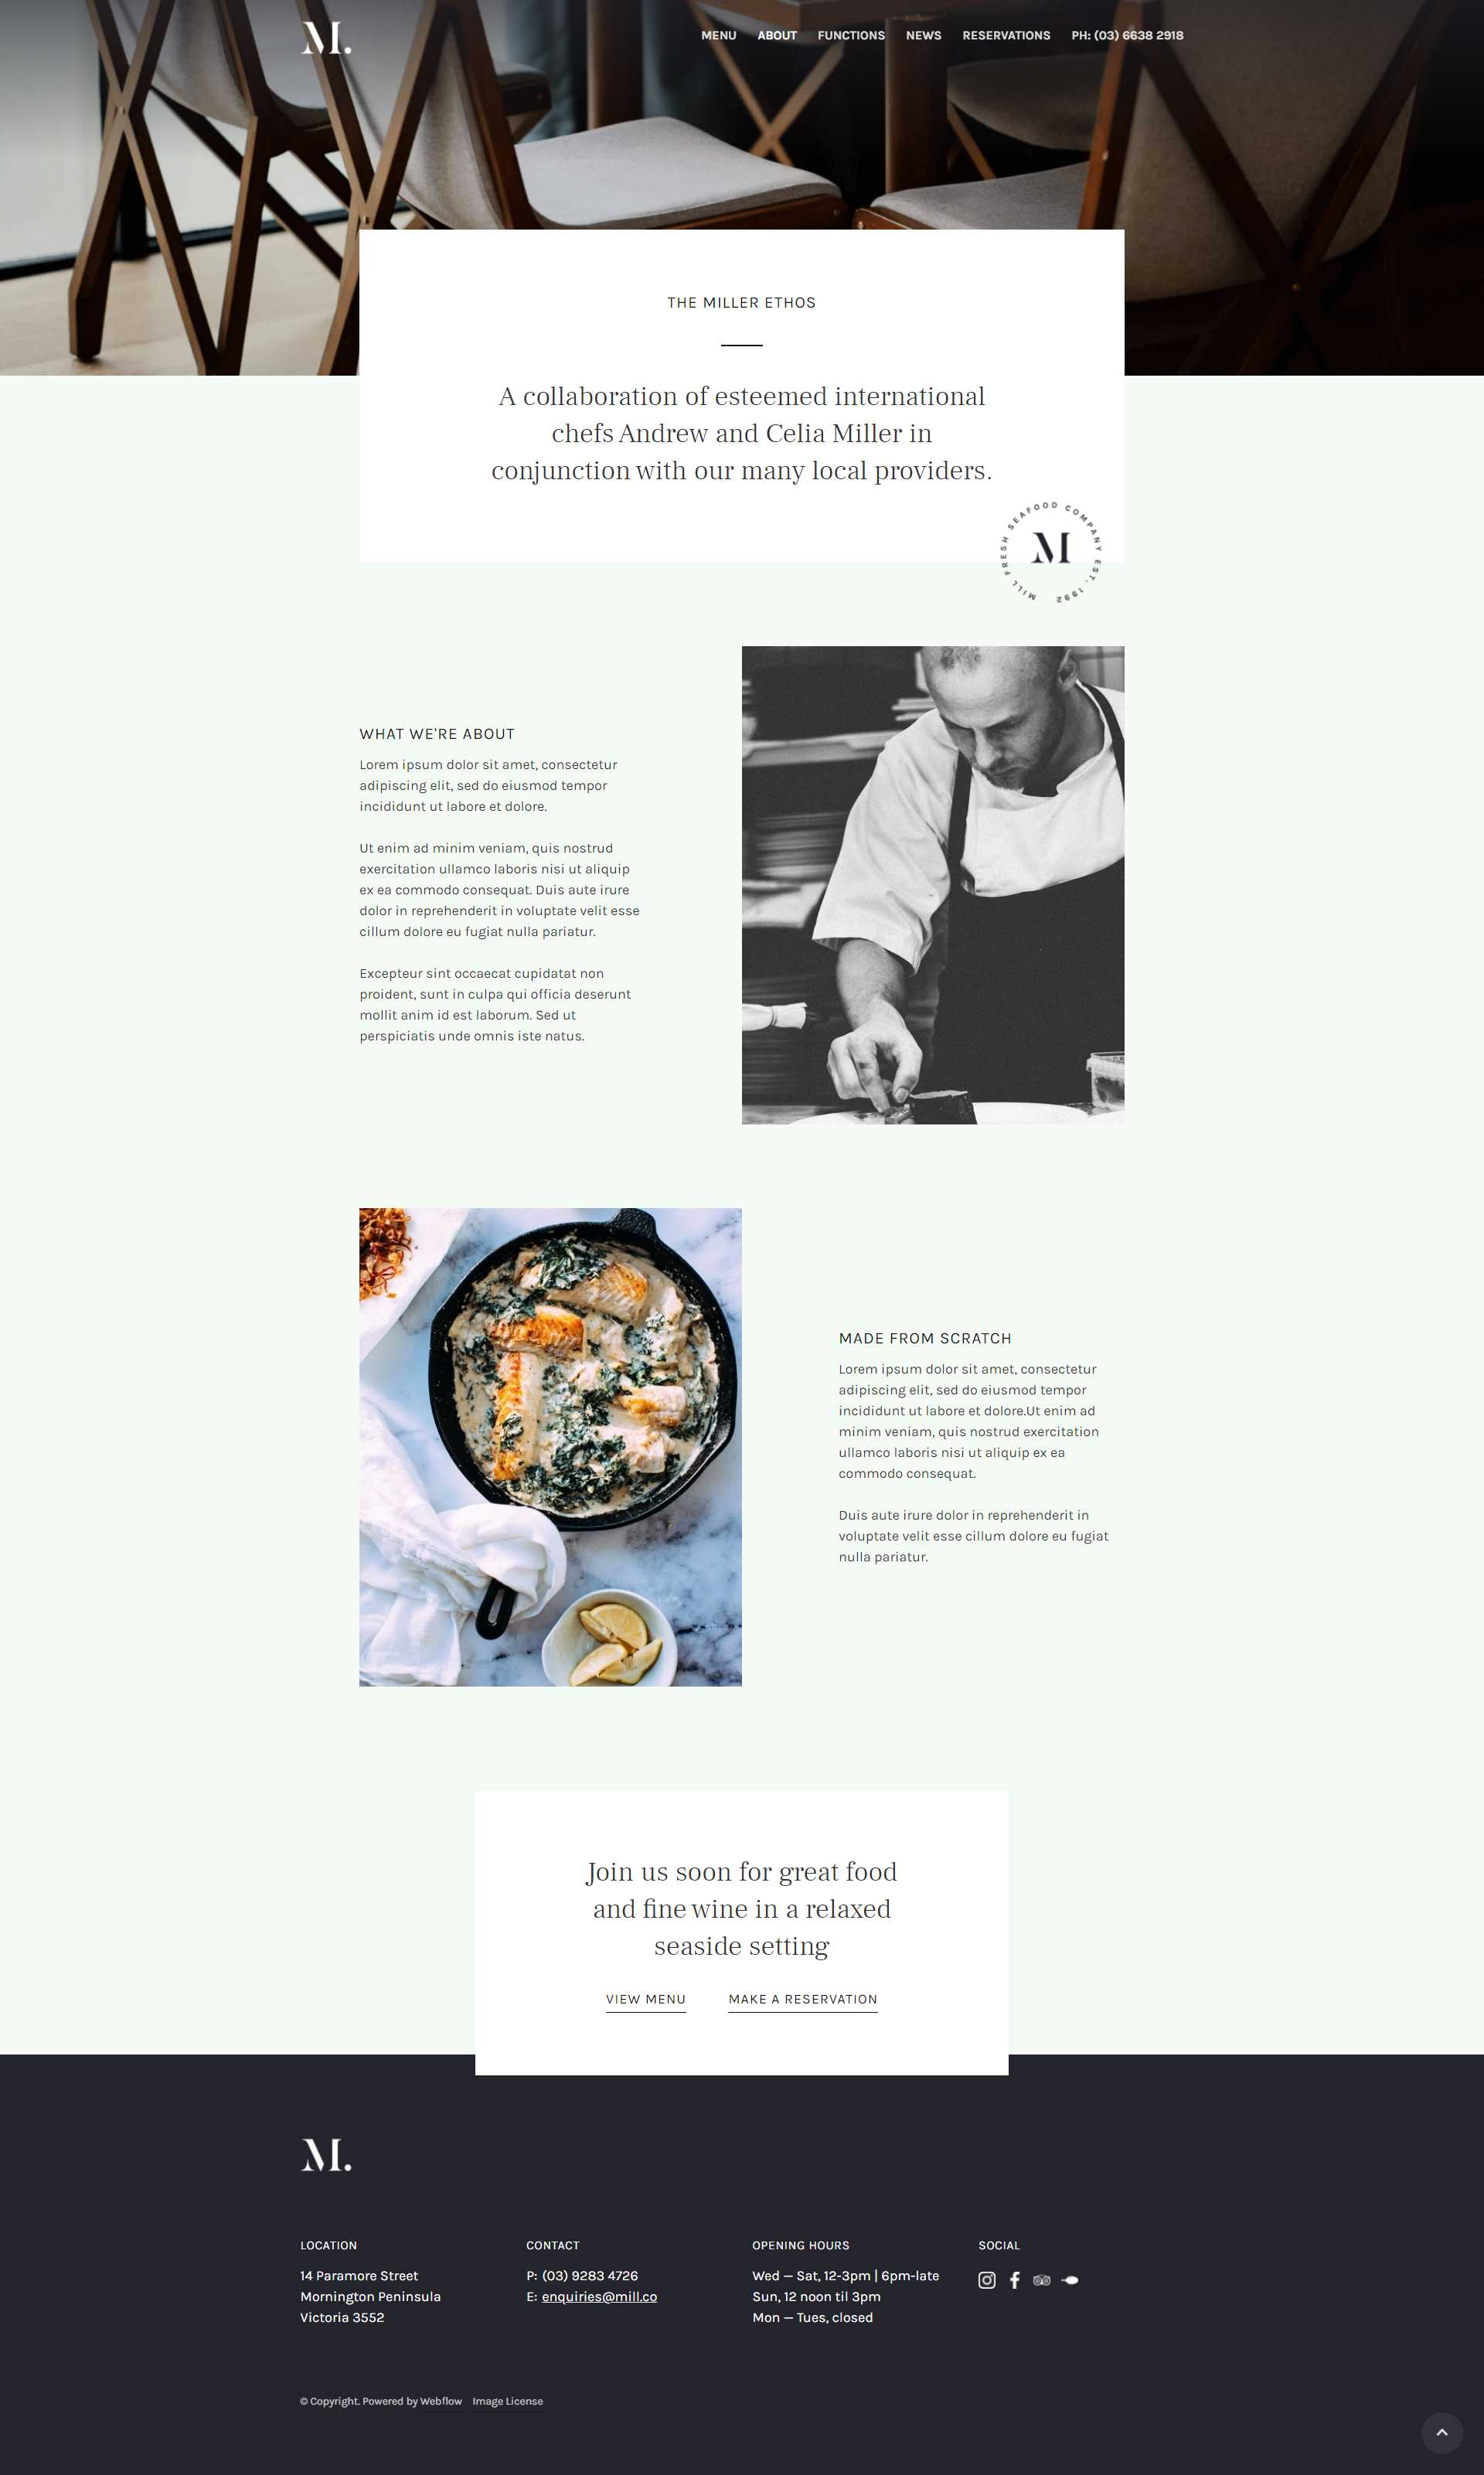 M.
MENU ABOUT FUNCTIONS NEWS RESERVATIONS PH: (03) 6638 2918
THE MILLER ETHOS
A collaboration of esteemed international
chefs Andrew and Celia Miller in
conjunction with our many local providers.
MILL FRESH SEAFOOD COMPANY EST. 1992
M
WHAT WE'RE ABOUT
Lorem ipsum dolor sit amet, consectetur
adipiscing elit, sed do eiusmod tempor
incididunt ut labore et dolore.
Ut enim ad minim veniam, quis nostrud
exercitation ullamco laboris nisi ut aliquip
ex ea commodo consequat. Duis aute irure
dolor in reprehenderit in voluptate velit esse
cillum dolore eu fugiat nulla pariatur.
Excepteur sint occaecat cupidatat non
proident, sunt in culpa qui officia deserunt
mollit anim id est laborum. Sed ut
perspiciatis unde omnis iste natus.
MADE FROM SCRATCH
Lorem ipsum dolor sit amet, consectetur
adipiscing elit, sed do eiusmod tempor
incididunt ut labore et dolore.Ut enim ad
minim veniam, quis nostrud exercitation
ullamco laboris nisi ut aliquip ex ea
commodo consequat.
Duis aute irure dolor in reprehenderit in
voluptate velit esse cillum dolore eu fugiat
nulla pariatur.
Join us soon for great food
and fine wine in a relaxed
seaside setting
VIEW MENU MAKE A RESERVATION
M.
LOCATION
14 Paramore Street
Mornington Peninsula
Victoria 3552
CONTACT
P: (03) 9283 4726
E: enquiries@mill.co
OPENING HOURS
Wed — Sat, 12-3pm | 6pm-late
Sun, 12 noon til 3pm
Mon — Tues, closed
SOCIAL
© Copyright. Powered by Webflow Image License